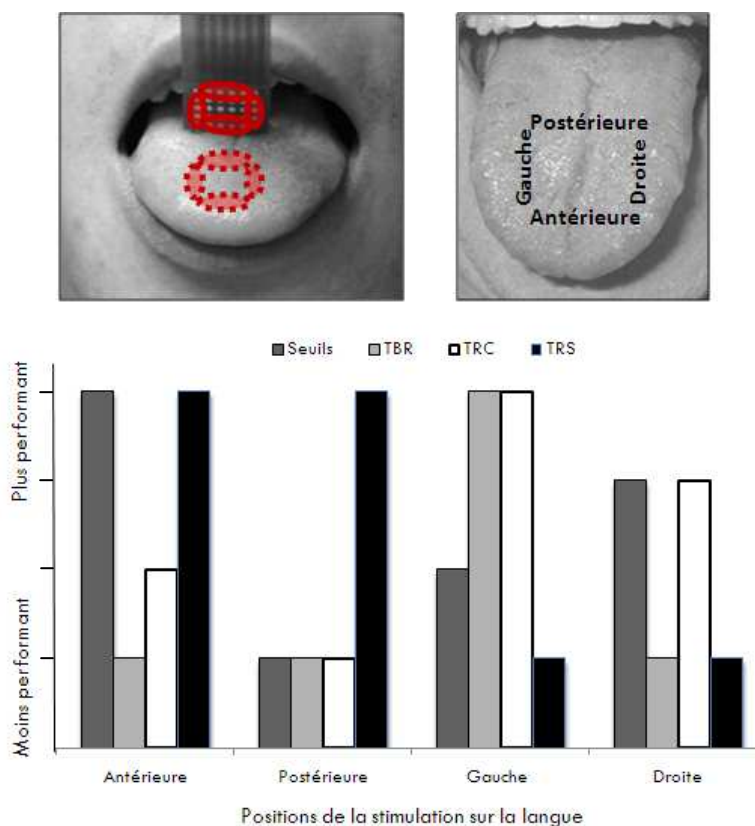 Postérieure
Gauche
Droite
Antérieure
Seuils TBR TRC TRS
Plus performant
Moins performant
Antérieure Postérieure Gauche Droite
Positions de la stimulation sur la langue